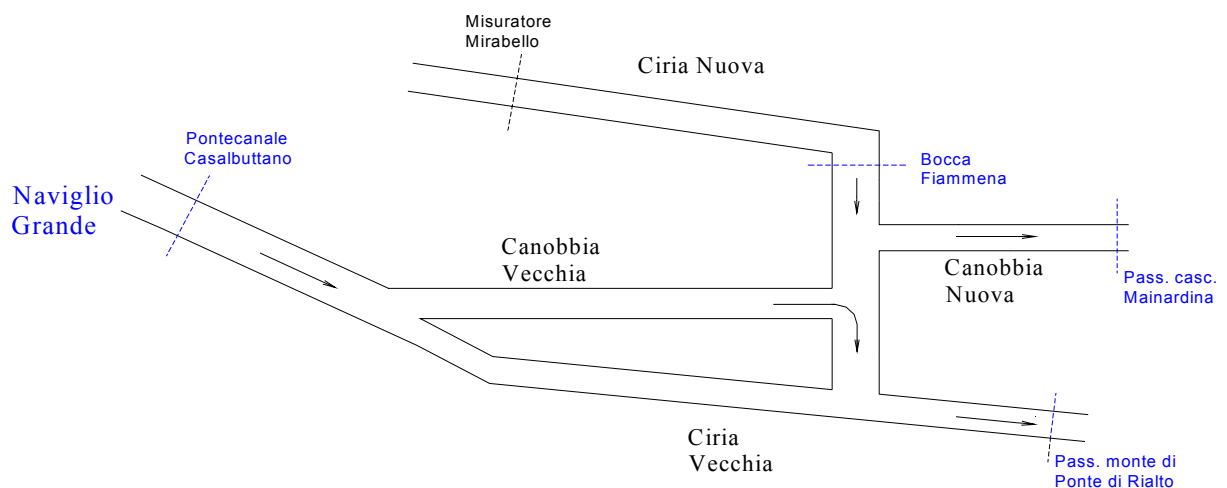 Misuratore
Mirabello
Ciria Nuova
Pontecanale
Casalbuttano
Bocca
Fiammena
Naviglio
Grande
Canobbia
Vecchia
Canobbia
Nuova
Pass. casc.
Mainardina
Ciria
Vecchia
Pass. monte di
Ponte di Rialto